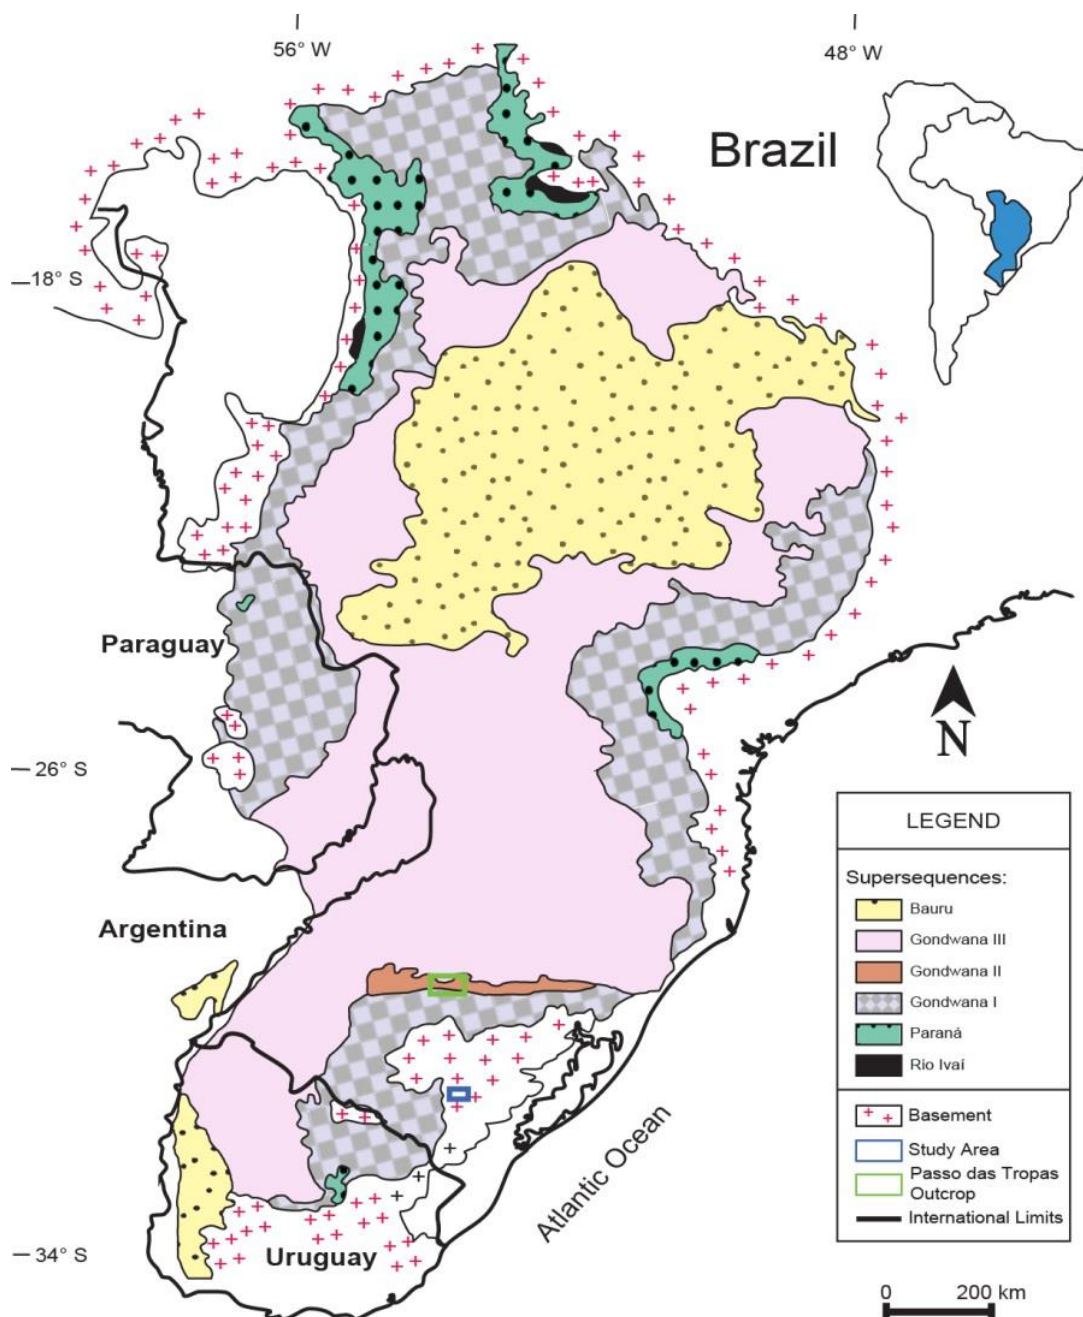 56° W
48° W
Brazil
18° S
Paraguay
N
26° S
LEGEND
Supersequences:
Bauru
Gondwana III
Argentina
Gondwana II
Gondwana I
Paraná
Rio Ivaí
Basement
Study Area
Passo das Tropas
Outcrop
International Limits
Atlantic Ocean
34° S
Uruguay
0 200 km